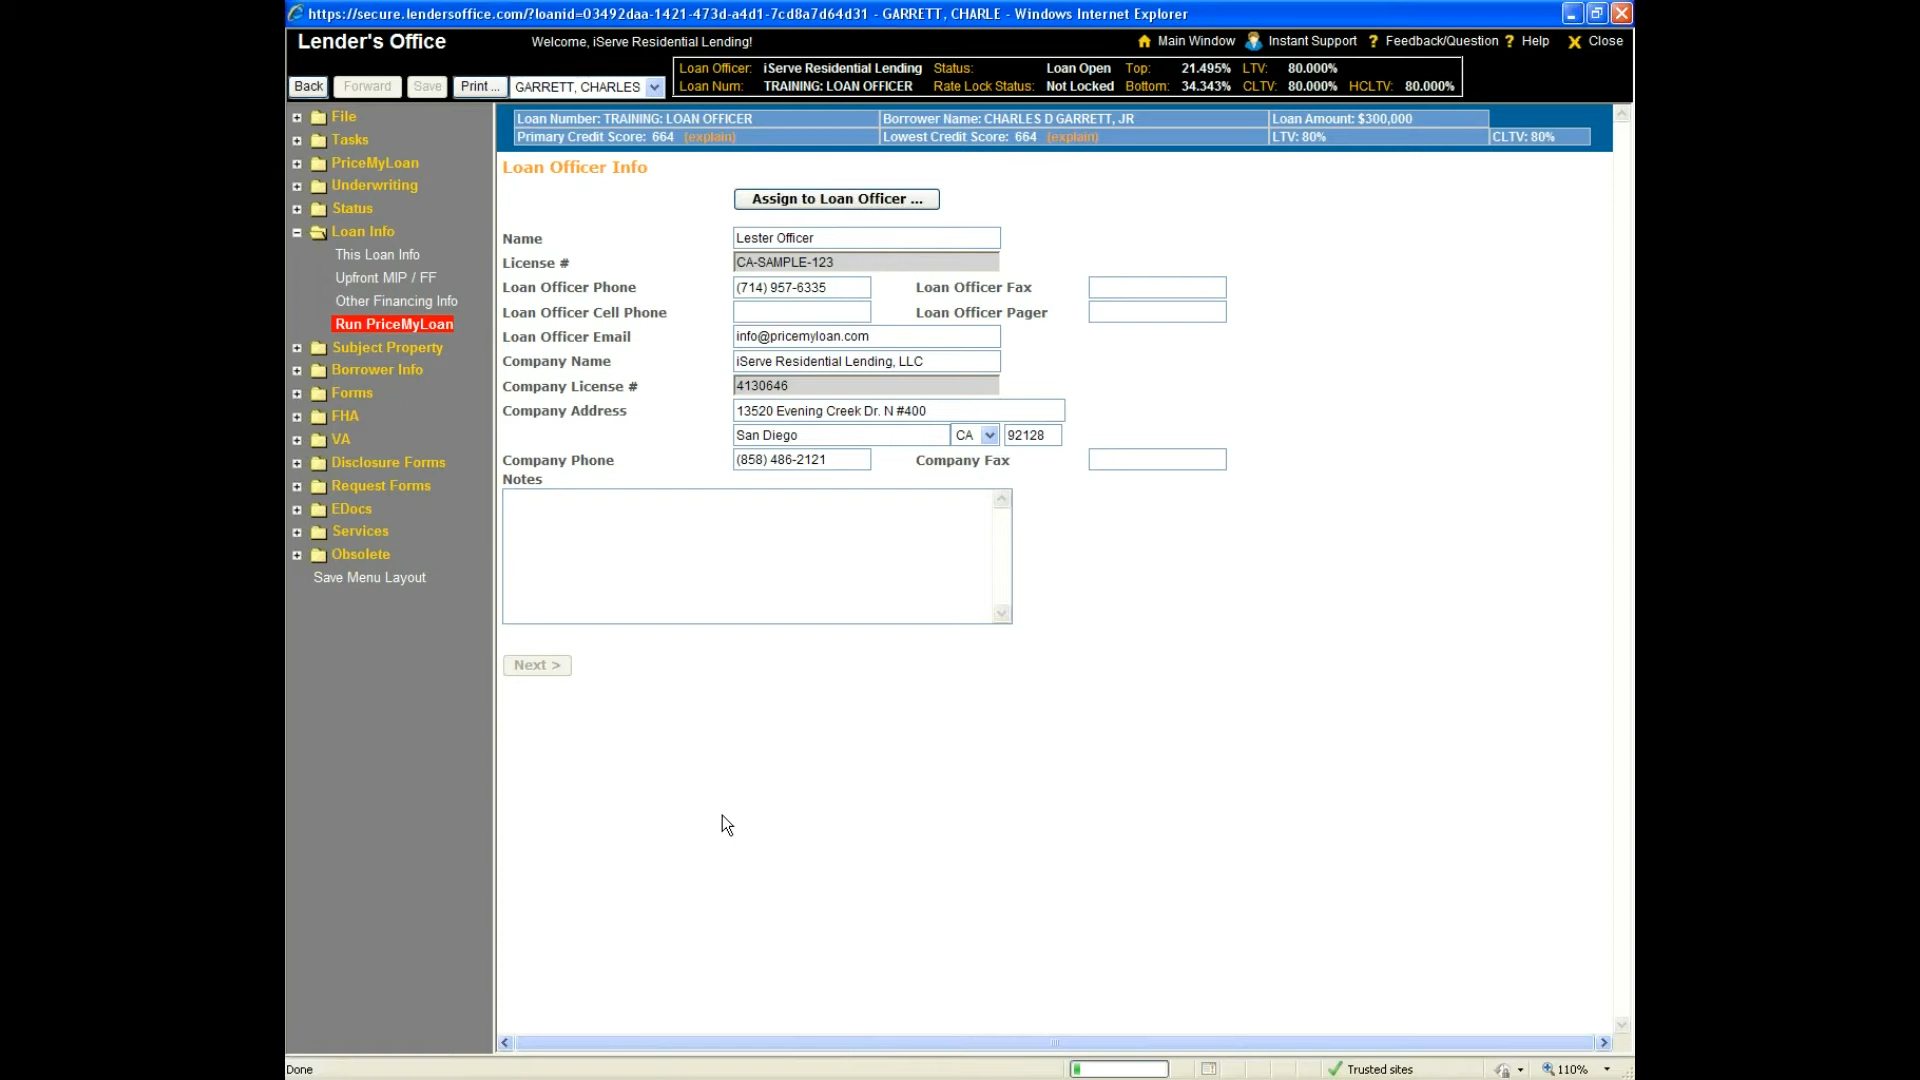 https://secure.lendersoffice.com/?loanid=03492daa-1421-473d-a4d1-7cd8a7d64d31 - GARRETT, CHARLE - Windows Internet Explorer
Lender's Office Welcome, iServe Residential Lending! Main Window Instant Support ? Feedback/Question ? Help X Close
Loan Officer: iServe Residential Lending Status: Loan Open Top: 21.495% LTV: 80.000%
Back Forward Save Print ... GARRETT, CHARLES Loan Num: TRAINING: LOAN OFFICER Rate Lock Status: Not Locked Bottom: 34.343% CLTV: 80.000% HCLTV: 80.000%
File
Tasks
PriceMyLoan
Underwriting
Status
Loan Info
This Loan Info
Upfront MIP / FF
Other Financing Info
Run PriceMyLoan
Subject Property
Borrower Info
Forms
FHA
VA
Disclosure Forms
Request Forms
EDocs
Services
Obsolete
Save Menu Layout
Loan Number: TRAINING: LOAN OFFICER Borrower Name: CHARLES D GARRETT, JR Loan Amount: $300,000
Primary Credit Score: 664 (explain) Lowest Credit Score: 664 (explain) LTV: 80% CLTV: 80%
Loan Officer Info
Assign to Loan Officer ...
Name Lester Officer
License # CA-SAMPLE-123
Loan Officer Phone (714) 957-6335 Loan Officer Fax
Loan Officer Cell Phone Loan Officer Pager
Loan Officer Email info@pricemyloan.com
Company Name iServe Residential Lending, LLC
Company License # 4130646
Company Address 13520 Evening Creek Dr. N #400
San Diego CA 92128
Company Phone (858) 486-2121 Company Fax
Notes
Next >
Done Trusted sites 110%